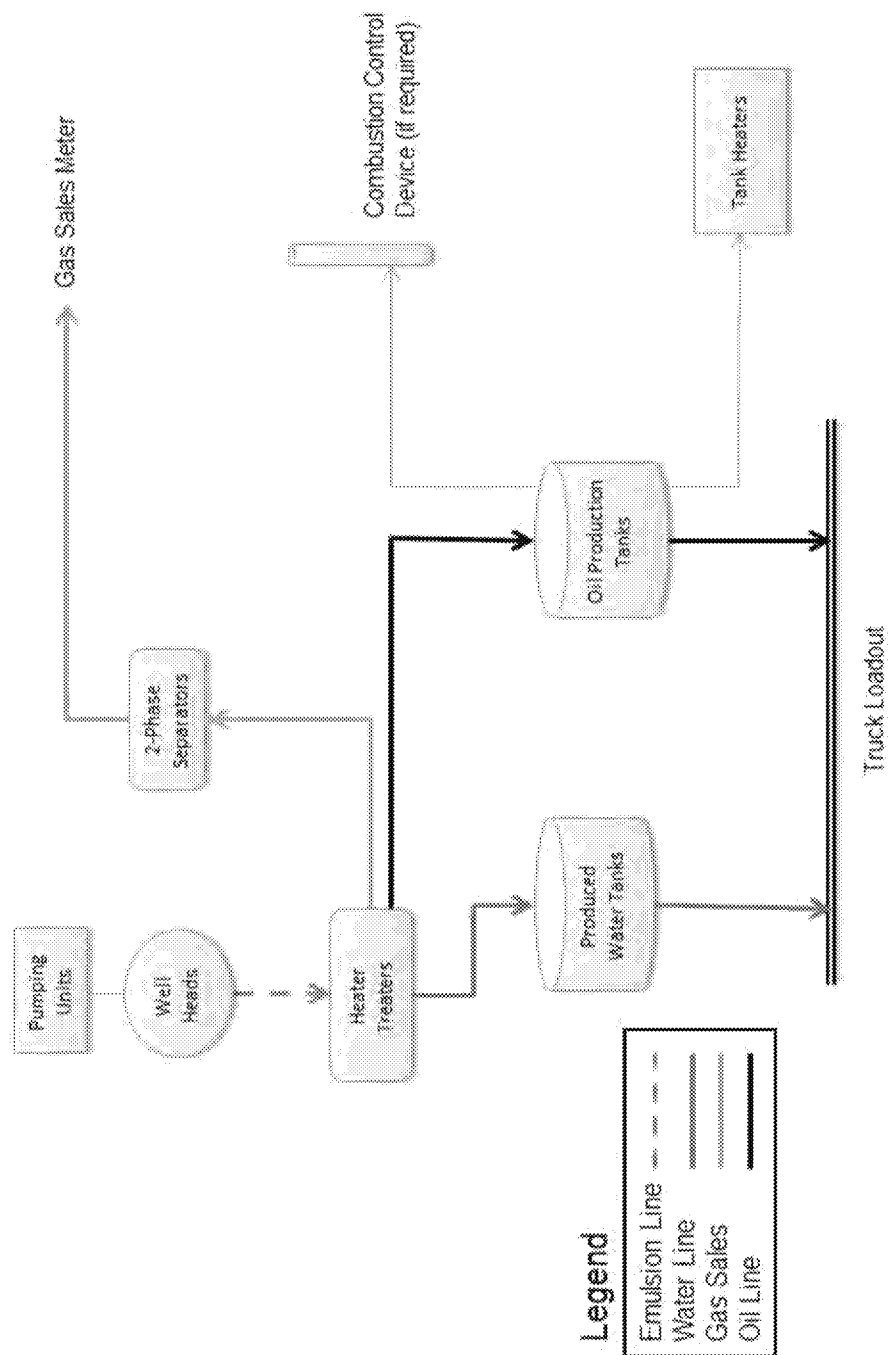 Pumping
Units
Well
Heads
2-Phase
Separators
Gas Sales Meter
Heater
Treaters
Combustion Control
Device (if required)
Produced
Water Tanks
Oil Production
Tanks
Tank Heaters
Truck Loadout
Legend
Emulsion Line
Water Line
Gas Sales
Oil Line